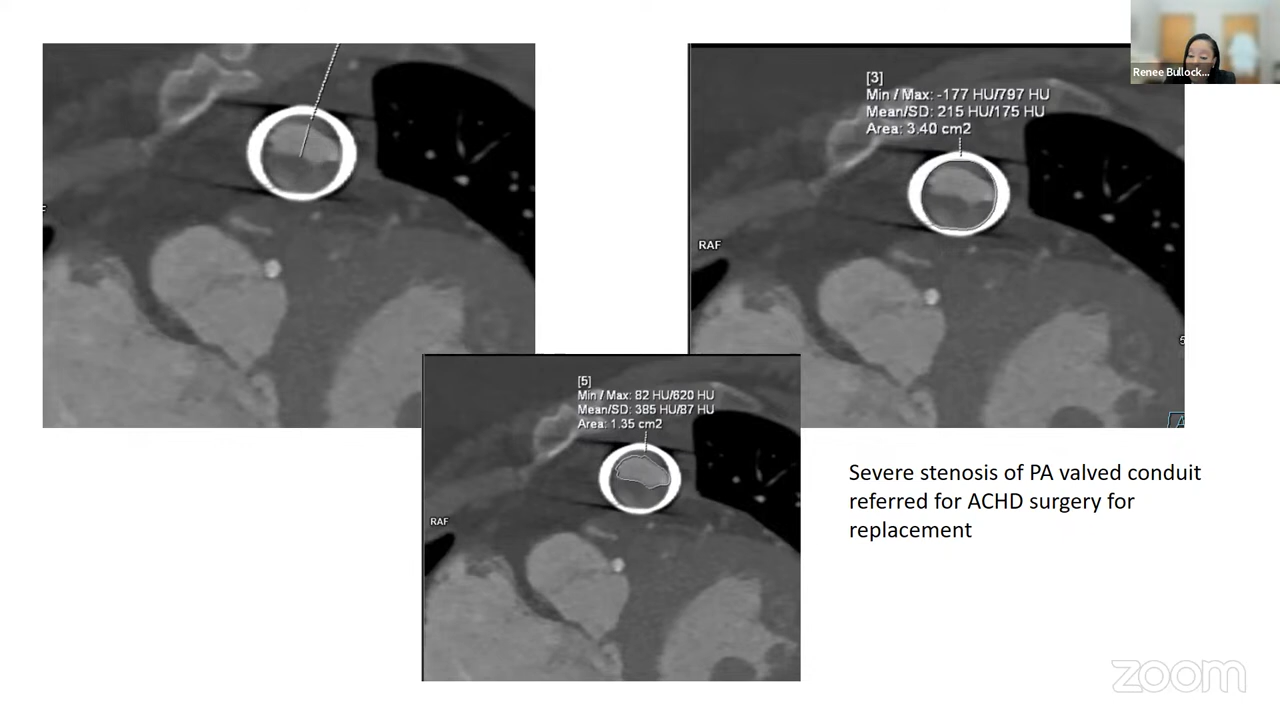 Renee Bullock...
[3]
Min / Max: -177 HU/797 HU
Mean/SD: 215 HU/175 HU
Area: 3.40 cm2
RAF
5
A
[5]
Min / Max: 82 HU/620 HU
Mean/SD: 385 HU/87 HU
Area: 1.35 cm2
RAF
Severe stenosis of PA valved conduit
referred for ACHD surgery for
replacement
zoom